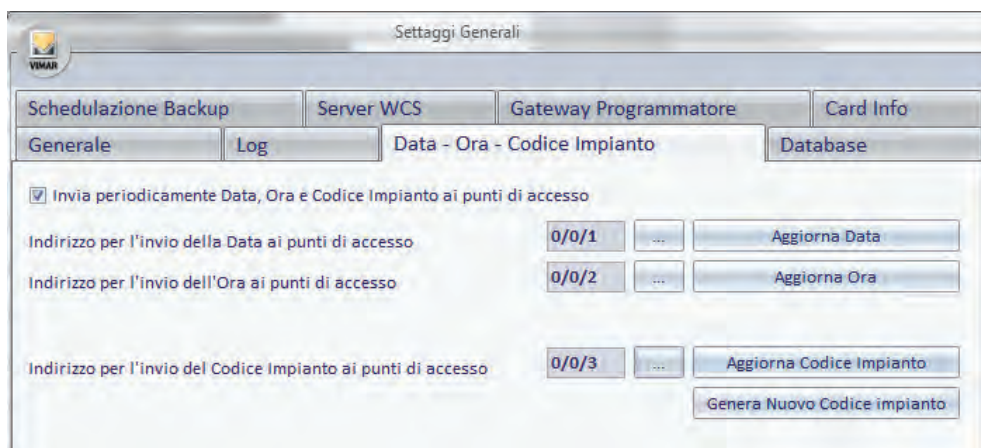 Settaggi Generali
VIMAR
Schedulazione Backup Server WCS Gateway Programmatore Card Info
Generale Log Data - Ora - Codice Impianto Database
Invia periodicamente Data, Ora e Codice Impianto ai punti di accesso
Indirizzo per l'invio della Data ai punti di accesso 0/0/1 ... Aggiorna Data
Indirizzo per l'invio dell'Ora ai punti di accesso 0/0/2 ... Aggiorna Ora
Indirizzo per l'invio del Codice Impianto ai punti di accesso 0/0/3 ... Aggiorna Codice Impianto
Genera Nuovo Codice impianto